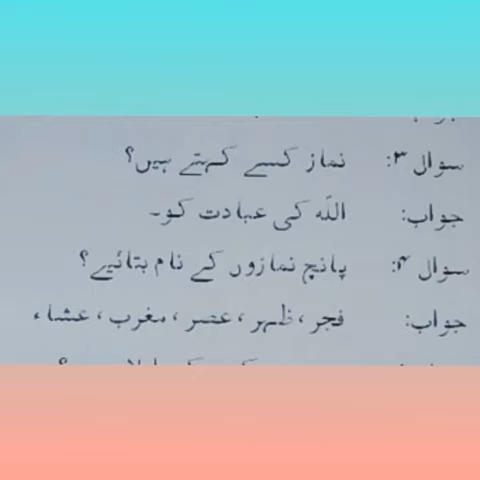 سوال ۳: نماز کسے کہتے ہیں؟
جواب: اللہ کی عبادت کو۔
سوال ۴: پانچ نمازوں کے نام بتائیے؟
جواب: فجر، ظہر، عصر، مغرب، عشاء